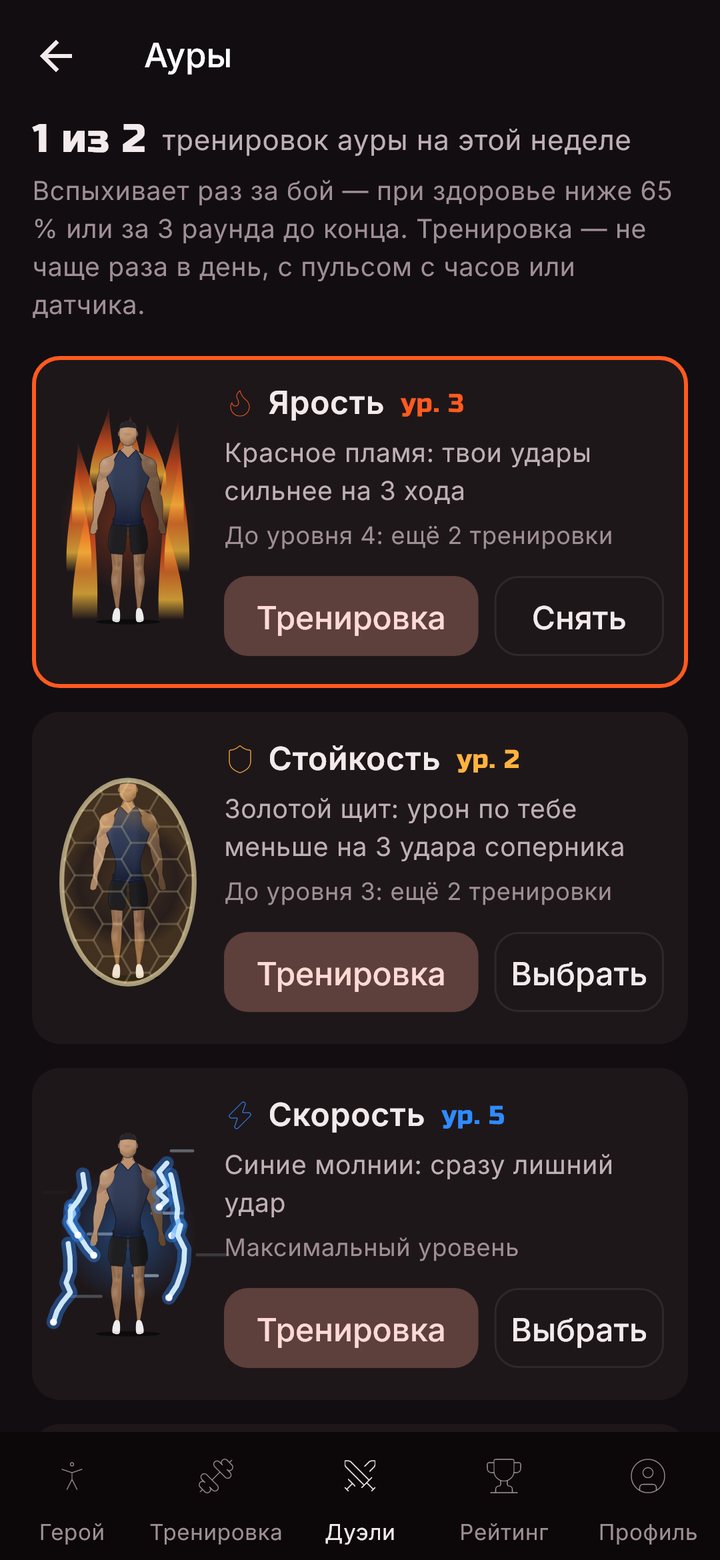 Ауры
1 из 2 тренировок ауры на этой неделе
Вспыхивает раз за бой — при здоровье ниже 65
% или за 3 раунда до конца. Тренировка — не
чаще раза в день, с пульсом с часов или
датчика.
Ярость ур. 3
Красное пламя: твои удары
сильнее на 3 хода
До уровня 4: ещё 2 тренировки
Тренировка Снять
Стойкость ур. 2
Золотой щит: урон по тебе
меньше на 3 удара соперника
До уровня 3: ещё 2 тренировки
Тренировка Выбрать
Скорость ур. 5
Синие молнии: сразу лишний
удар
Максимальный уровень
Тренировка Выбрать
Герой Тренировка Дуэли Рейтинг Профиль